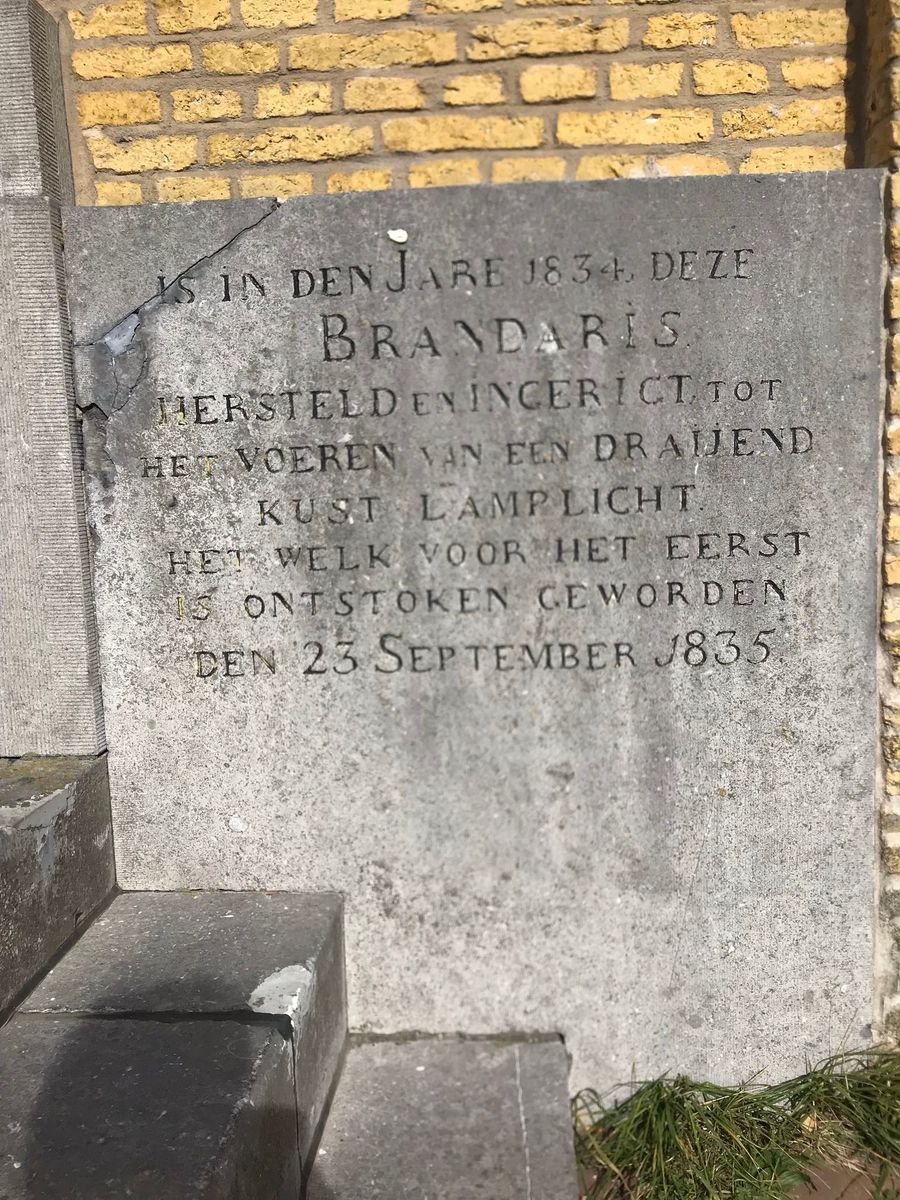 IS IN DEN JARE 1834. DEZE
BRANDARIS.
HERSTELD EN INGERICT, TOT
HET VOEREN VAN EEN DRAIJEND
KUST LAMPLICHT.
HET WELK VOOR HET EERST
IS ONTSTOKEN GEWORDEN
DEN 23 SEPTEMBER 1835.